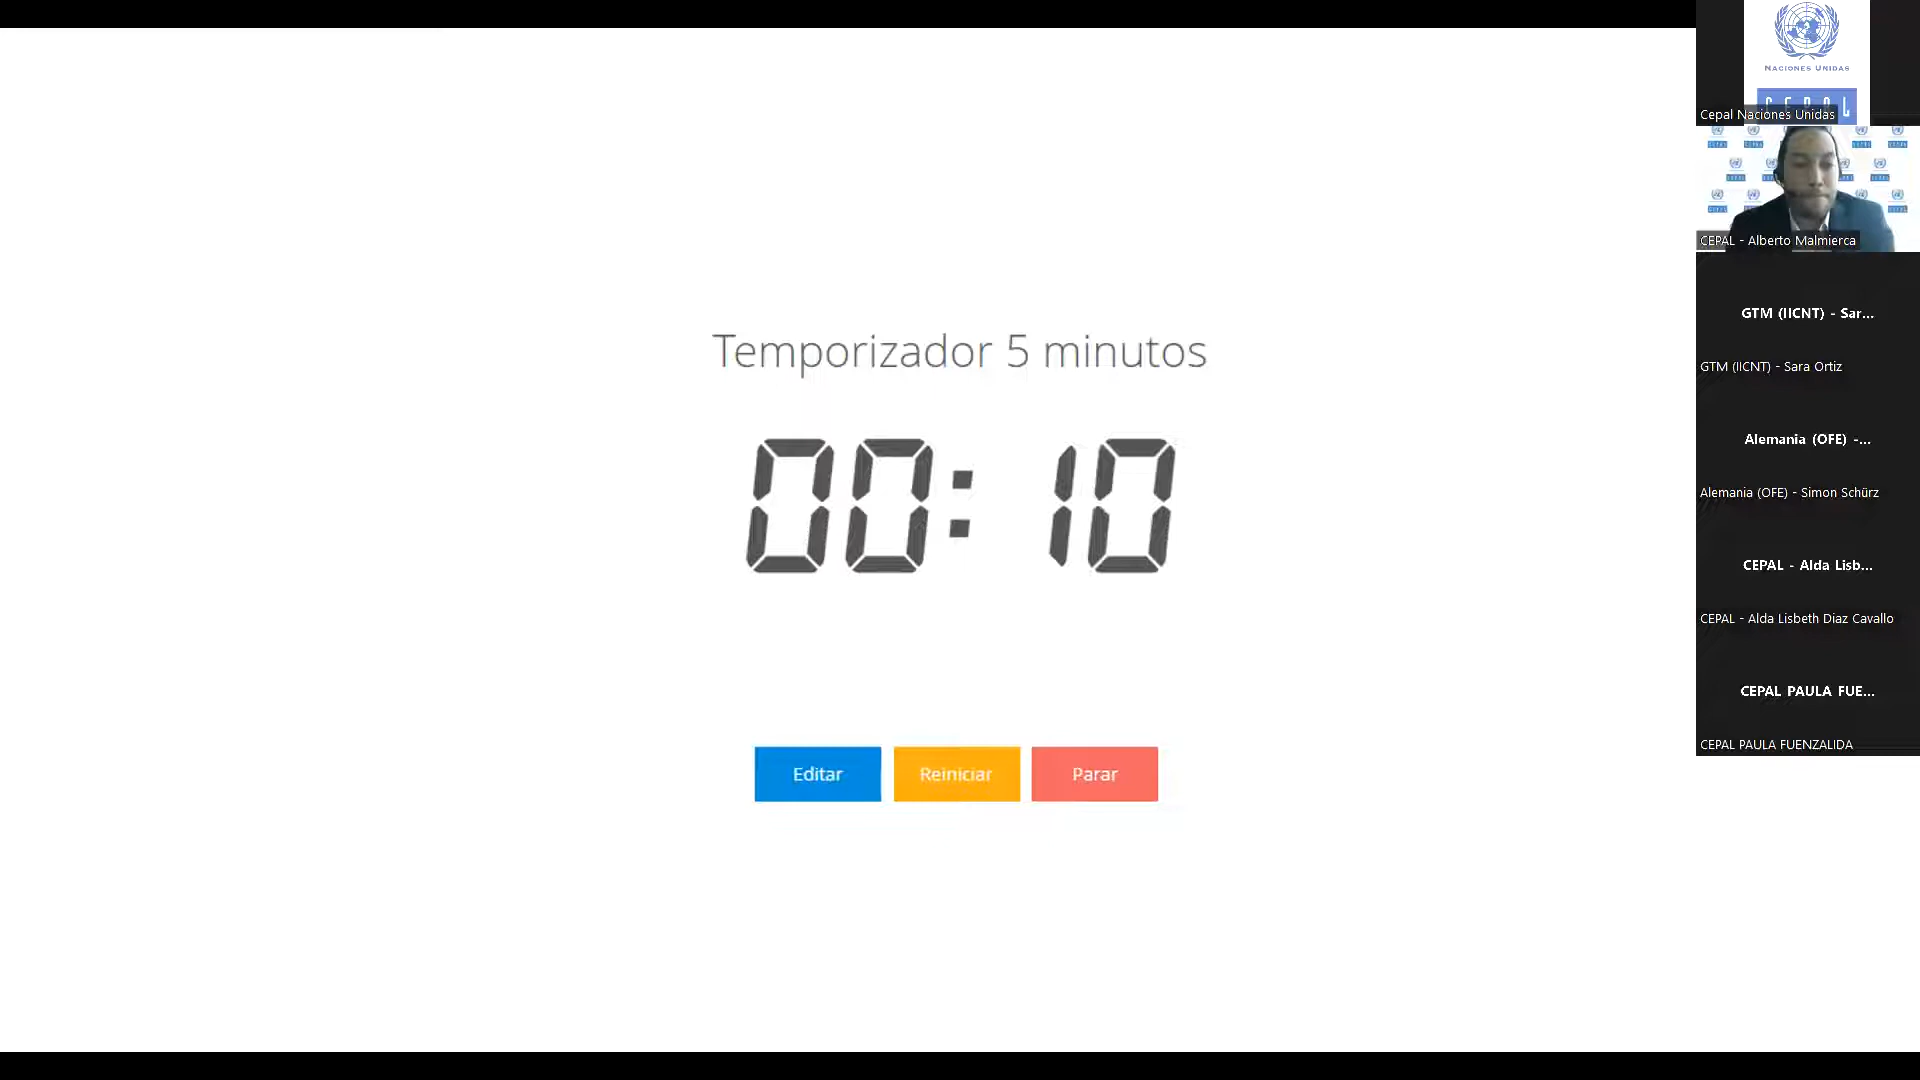 Temporizador 5 minutos
00:10
Editar
Reiniciar
Parar
NACIONES UNIDAS
CEPAL
Cepal Naciones Unidas
CEPAL - Alberto Malmierca
GTM (IICNT) - Sar...
GTM (IICNT) - Sara Ortiz
Alemania (OFE) -...
Alemania (OFE) - Simon Schürz
CEPAL - Alda Lisb...
CEPAL - Alda Lisbeth Diaz Cavallo
CEPAL PAULA FUE...
CEPAL PAULA FUENZALIDA